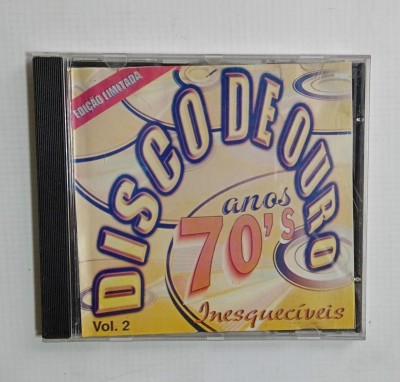 EDIÇÃO LIMITADA
DISCO DE OURO
anos
70's
Inesquecíveis
Vol. 2